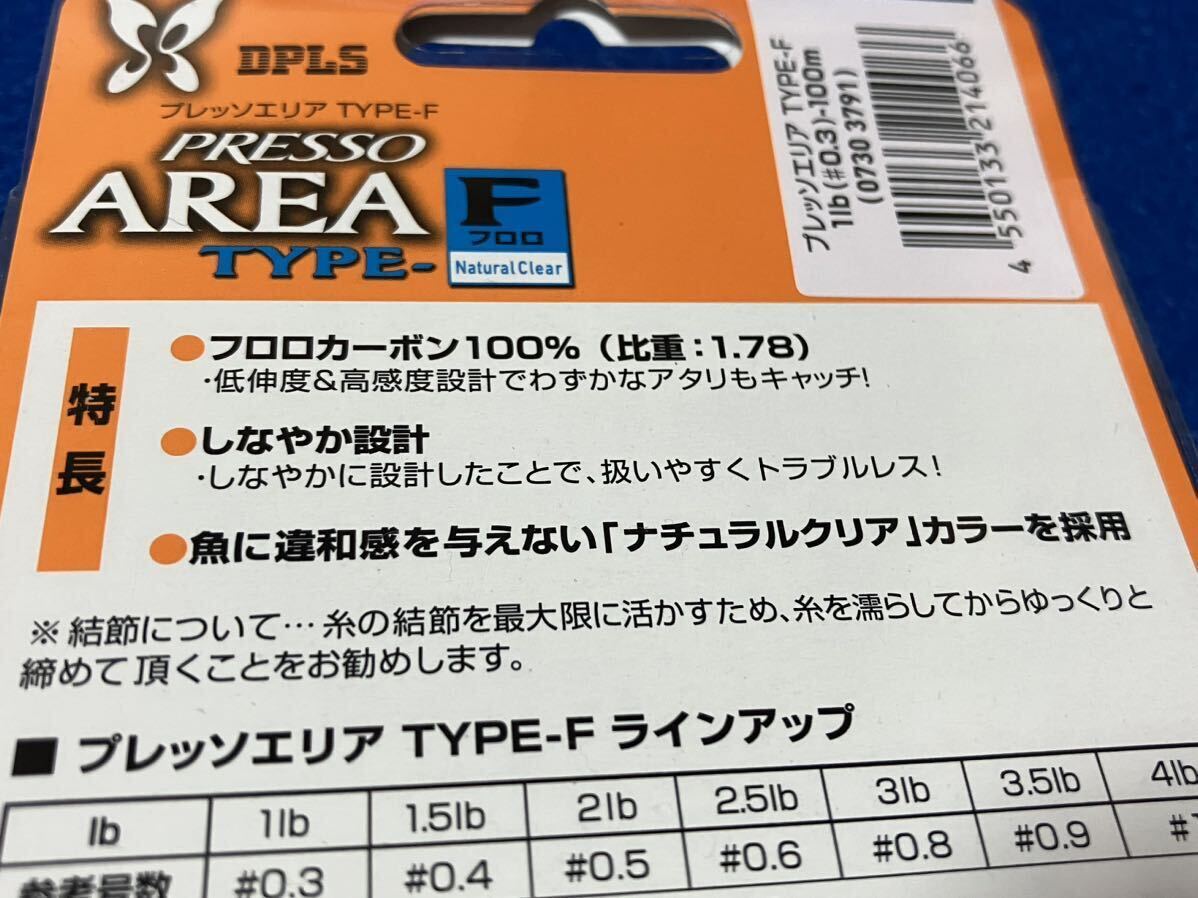 DPLS
プレッソエリア TYPE-F
PRESSO
AREA
TYPE-
F
フロロ
Natural Clear
プレッソエリア TYPE-F
1lb(#0.3)-100m
(0730 3791)
4 550133 214066
特長
●フロロカーボン100%（比重：1.78）
・低伸度&高感度設計でわずかなアタリもキャッチ!
●しなやか設計
・しなやかに設計したことで、扱いやすくトラブルレス!
●魚に違和感を与えない「ナチュラルクリア」カラーを採用
※結節について…糸の結節を最大限に活かすため、糸を濡らしてからゆっくりと
締めて頂くことをお勧めします。
■ プレッソエリア TYPE-F ラインアップ
lb 1lb 1.5lb 2lb 2.5lb 3lb 3.5lb 4lb
参考号数 #0.3 #0.4 #0.5 #0.6 #0.8 #0.9